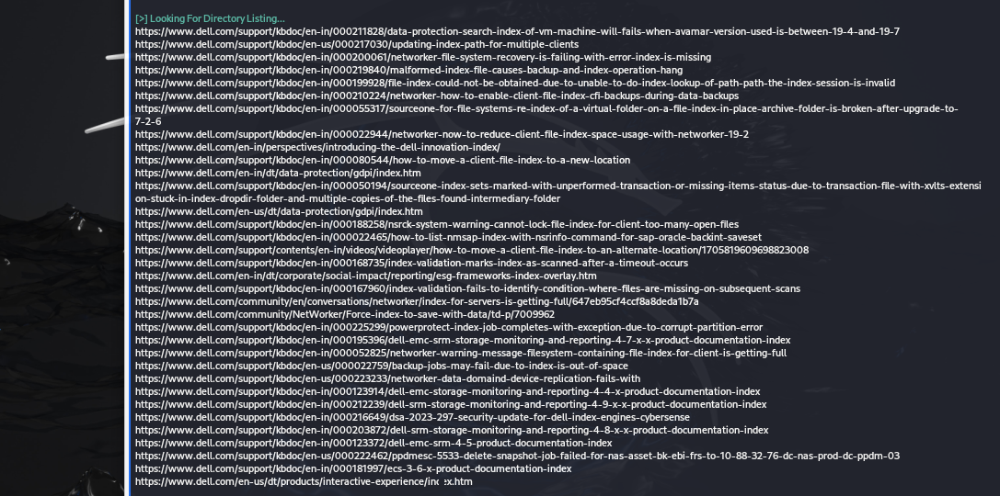 [>] Looking For Directory Listing...
https://www.dell.com/support/kbdoc/en-in/000211828/data-protection-search-index-of-vm-machine-will-fails-when-avamar-version-used-is-between-19-4-and-19-7
https://www.dell.com/support/kbdoc/en-us/000217030/updating-index-path-for-multiple-clients
https://www.dell.com/support/kbdoc/en-in/000200061/networker-file-system-recovery-is-failing-with-error-index-is-missing
https://www.dell.com/support/kbdoc/en-in/000219840/malformed-index-file-causes-backup-and-index-operation-hang
https://www.dell.com/support/kbdoc/en-in/000199928/file-index-could-not-be-obtained-due-to-unable-to-do-index-lookup-of-path-path-the-index-session-is-invalid
https://www.dell.com/support/kbdoc/en-in/000210224/networker-how-to-enable-client-file-index-cfi-backups-during-data-backups
https://www.dell.com/support/kbdoc/en-in/000055317/sourceone-for-file-systems-re-index-of-a-virtual-folder-on-a-file-index-in-place-archive-folder-is-broken-after-upgrade-to-
7-2-6
https://www.dell.com/support/kbdoc/en-in/000022944/networker-now-to-reduce-client-file-index-space-usage-with-networker-19-2
https://www.dell.com/en-in/perspectives/introducing-the-dell-innovation-index/
https://www.dell.com/support/kbdoc/en-in/000080544/how-to-move-a-client-file-index-to-a-new-location
https://www.dell.com/en-in/dt/data-protection/gdpi/index.htm
https://www.dell.com/support/kbdoc/en-in/000050194/sourceone-index-sets-marked-with-unperformed-transaction-or-missing-items-status-due-to-transaction-file-with-xvlts-extensi
on-stuck-in-index-dropdir-folder-and-multiple-copies-of-the-files-found-intermediary-folder
https://www.dell.com/en-us/dt/data-protection/gdpi/index.htm
https://www.dell.com/support/kbdoc/en-in/000188258/nsrck-system-warning-cannot-lock-file-index-for-client-too-many-open-files
https://www.dell.com/support/kbdoc/en-in/000022465/how-to-list-nmsap-index-with-nsrinfo-command-for-sap-oracle-backint-saveset
https://www.dell.com/support/contents/en-in/videos/videoplayer/how-to-move-a-client-file-index-to-an-alternate-location/1705819609698823008
https://www.dell.com/support/kbdoc/en-in/000168735/index-validation-marks-index-as-scanned-after-a-timeout-occurs
https://www.dell.com/en-in/dt/corporate/social-impact/reporting/esg-frameworks-index-overlay.htm
https://www.dell.com/support/kbdoc/en-in/000167960/index-validation-fails-to-identify-condition-where-files-are-missing-on-subsequent-scans
https://www.dell.com/community/en/conversations/networker/index-for-servers-is-getting-full/647eb95cf4ccf8a8deda1b7a
https://www.dell.com/community/NetWorker/Force-index-to-save-with-data/td-p/7009962
https://www.dell.com/support/kbdoc/en-in/000225299/powerprotect-index-job-completes-with-exception-due-to-corrupt-partition-error
https://www.dell.com/support/kbdoc/en-in/000195396/dell-emc-srm-storage-monitoring-and-reporting-4-7-x-x-product-documentation-index
https://www.dell.com/support/kbdoc/en-in/000052825/networker-warning-message-filesystem-containing-file-index-for-client-is-getting-full
https://www.dell.com/support/kbdoc/en-us/000022759/backup-jobs-may-fail-due-to-index-is-out-of-space
https://www.dell.com/support/kbdoc/en-in/000223233/networker-data-domaind-device-replication-fails-with
https://www.dell.com/support/kbdoc/en-in/000123914/dell-emc-storage-monitoring-and-reporting-4-4-x-product-documentation-index
https://www.dell.com/support/kbdoc/en-in/000212239/dell-srm-storage-monitoring-and-reporting-4-9-x-x-product-documentation-index
https://www.dell.com/support/kbdoc/en-in/000216649/dsa-2023-297-security-update-for-dell-index-engines-cybersense
https://www.dell.com/support/kbdoc/en-in/000203872/dell-srm-storage-monitoring-and-reporting-4-8-x-x-product-documentation-index
https://www.dell.com/support/kbdoc/en-in/000123372/dell-emc-srm-4-5-product-documentation-index
https://www.dell.com/support/kbdoc/en-us/000222462/ppdmesc-5533-delete-snapshot-job-failed-for-nas-asset-bk-ebi-frs-to-10-88-32-76-dc-nas-prod-dc-ppdm-03
https://www.dell.com/support/kbdoc/en-in/000181997/ecs-3-6-x-product-documentation-index
https://www.dell.com/en-us/dt/products/interactive-experience/